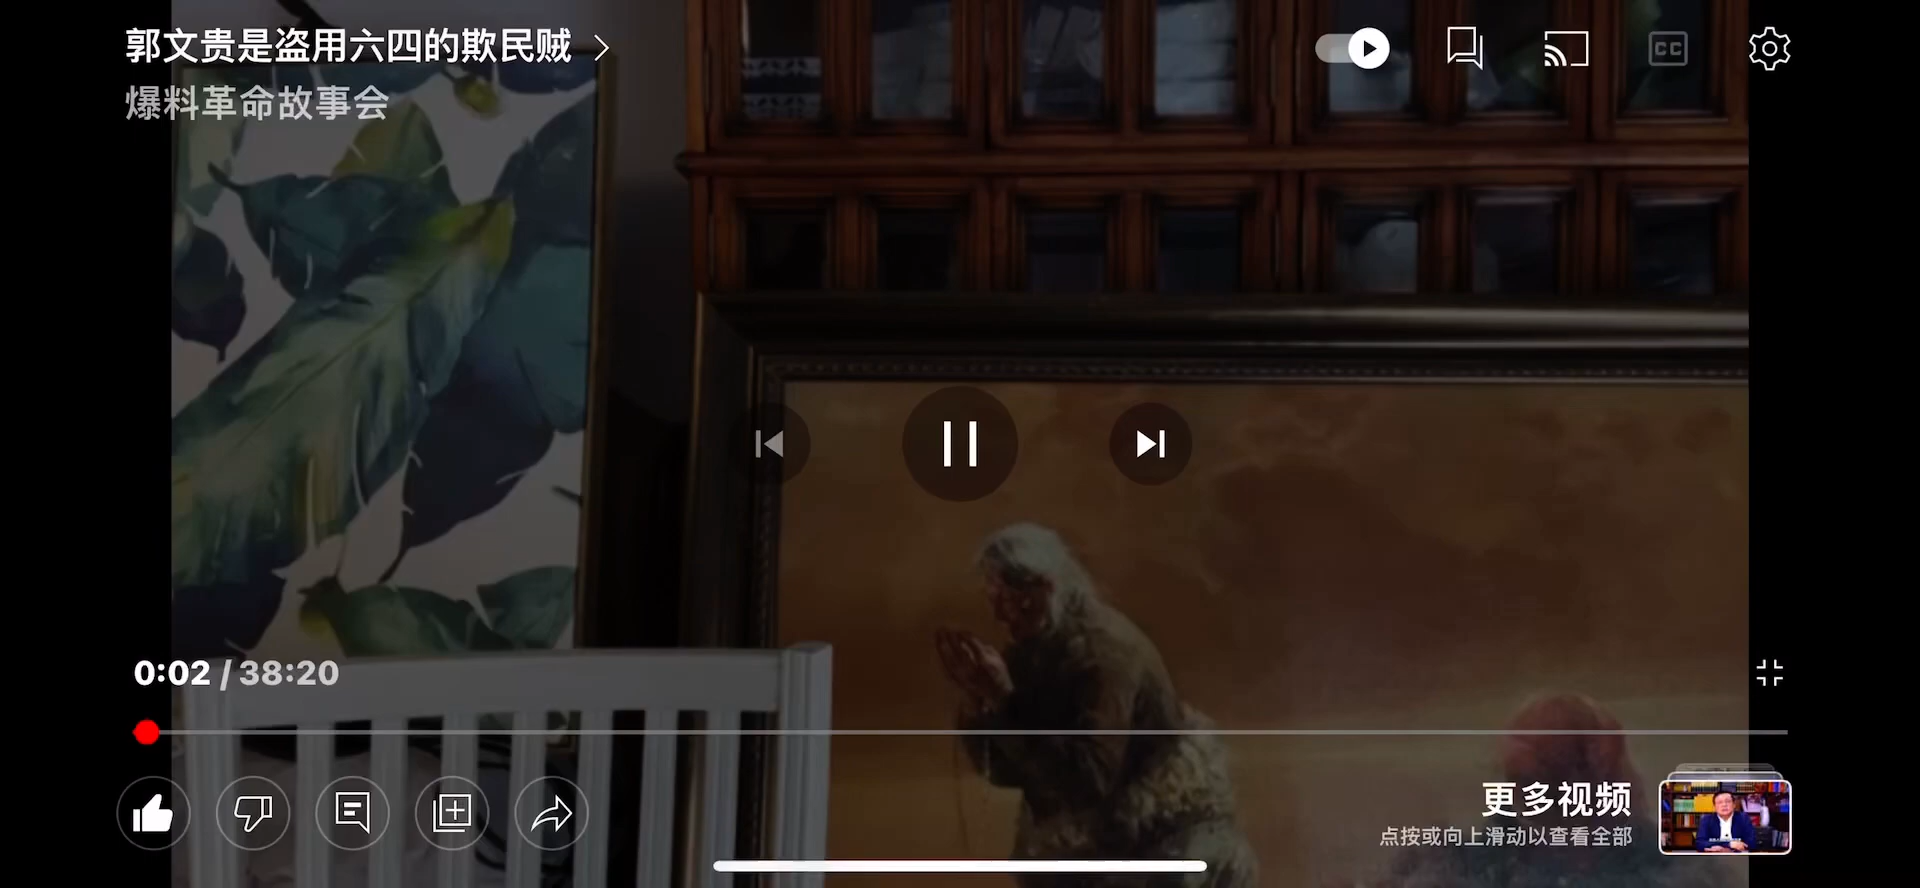 郭文贵是盗用六四的欺民贼
爆料革命故事会
CC
0:02 / 38:20
更多视频
点按或向上滑动以查看全部